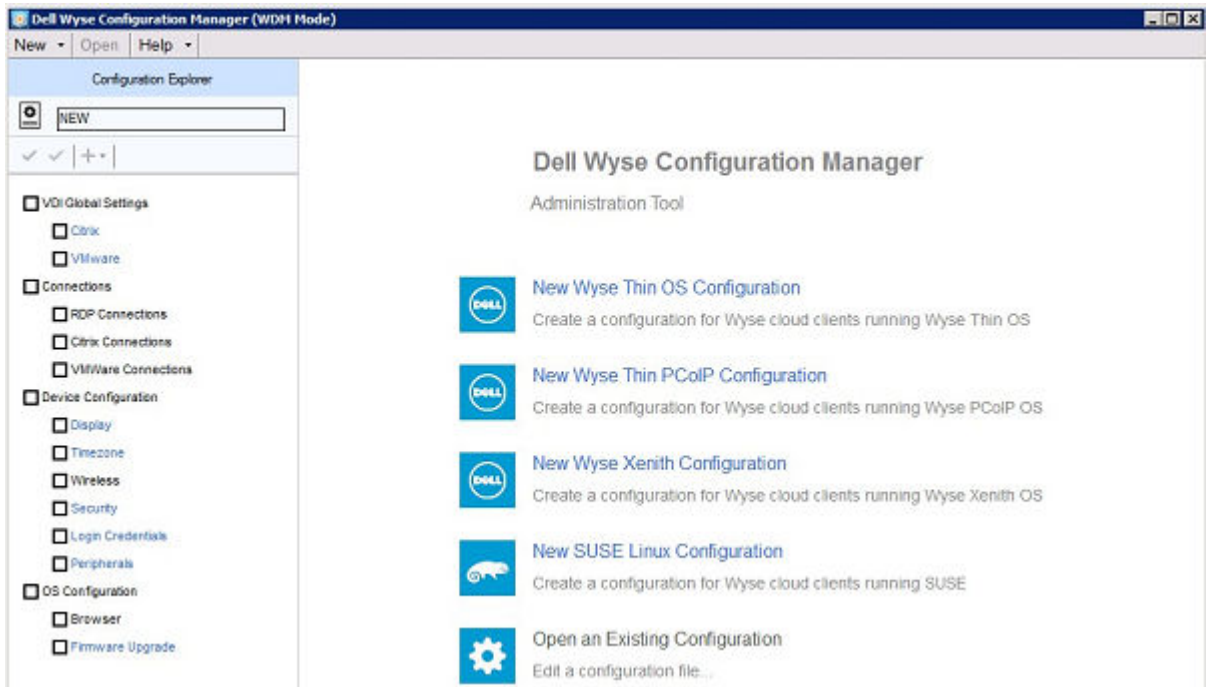 Dell Wyse Configuration Manager (WDM Mode)
New Open Help
Configuration Explorer
NEW
VDI Global Settings
Citrix
VMware
Connections
RDP Connections
Citrix Connections
VMWare Connections
Device Configuration
Display
Timezone
Wireless
Security
Login Credentials
Peripherals
OS Configuration
Browser
Firmware Upgrade
Dell Wyse Configuration Manager
Administration Tool
DELL
New Wyse Thin OS Configuration
Create a configuration for Wyse cloud clients running Wyse Thin OS
DELL
New Wyse Thin PCoIP Configuration
Create a configuration for Wyse cloud clients running Wyse PCoIP OS
DELL
New Wyse Xenith Configuration
Create a configuration for Wyse cloud clients running Wyse Xenith OS
New SUSE Linux Configuration
Create a configuration for Wyse cloud clients running SUSE
Open an Existing Configuration
Edit a configuration file...